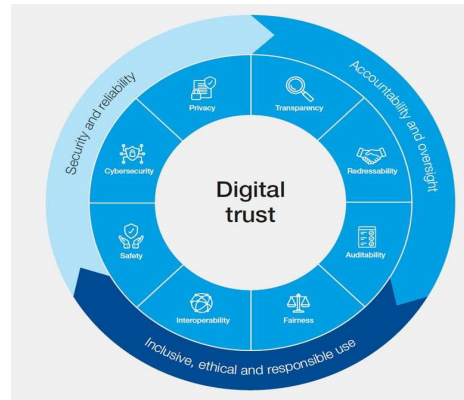 Digital
trust
Security and reliability
Accountability and oversight
Inclusive, ethical and responsible use
Privacy
Transparency
Cybersecurity
Redressability
Safety
Auditability
Interoperability
Fairness